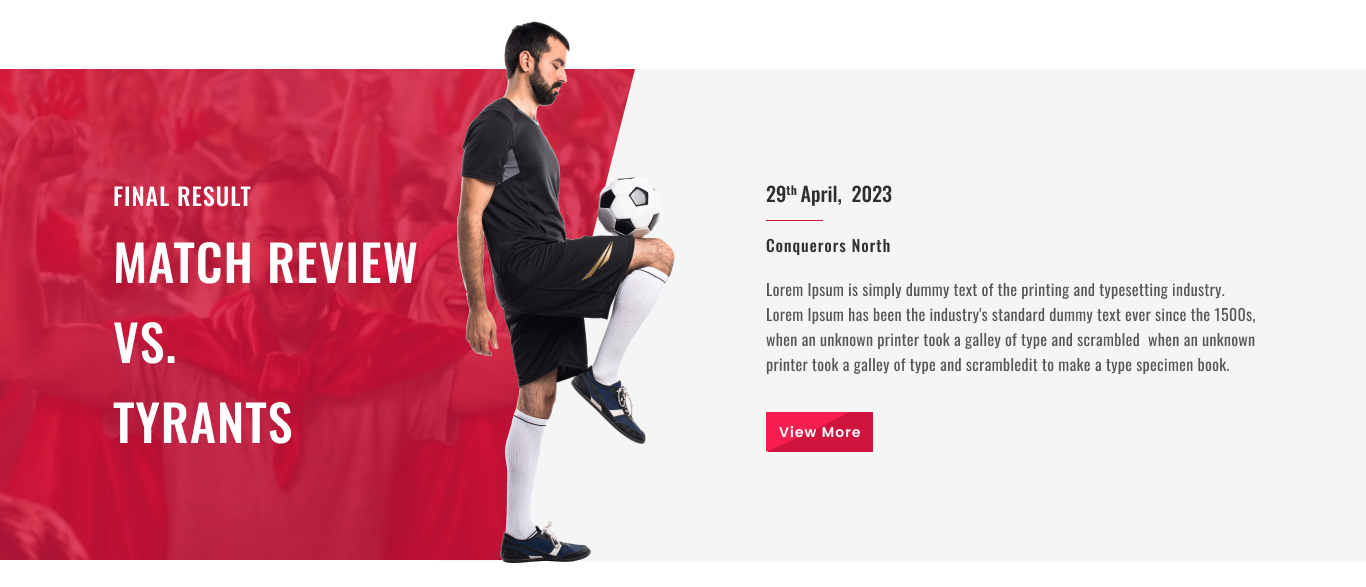 FINAL RESULT
MATCH REVIEW
VS.
TYRANTS
29th April,  2023
Conquerors North
Lorem Ipsum is simply dummy text of the printing and typesetting industry.
Lorem Ipsum has been the industry's standard dummy text ever since the 1500s,
when an unknown printer took a galley of type and scrambled  when an unknown
printer took a galley of type and scrambledit to make a type specimen book.
View More